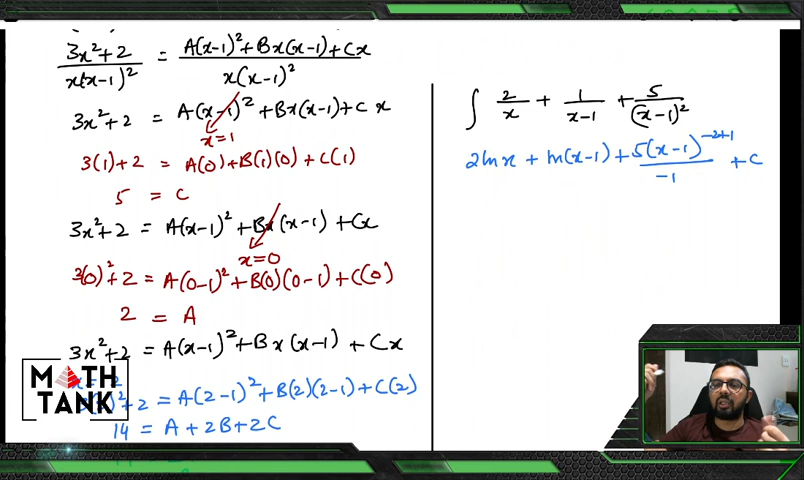 3x²+2 / x(x-1)² = A(x-1)²+Bx(x-1)+Cx / x(x-1)²
3x²+2 = A(x-1)²+Bx(x-1)+Cx
x=1
3(1)+2 = A(0)+B(1)(0)+C(1)
5 = C
3x²+2 = A(x-1)²+Bx(x-1)+Cx
x=0
3(0)²+2 = A(0-1)²+B(0)(0-1)+C(0)
2 = A
3x²+2 = A(x-1)²+Bx(x-1)+Cx
²+2 = A(2-1)²+B(2)(2-1)+C(2)
14 = A+2B+2C
∫ 2/x + 1/(x-1) + 5/(x-1)²
2lnx + ln(x-1) + 5(x-1)^(-2+1) / -1 + C
MATH
TANK